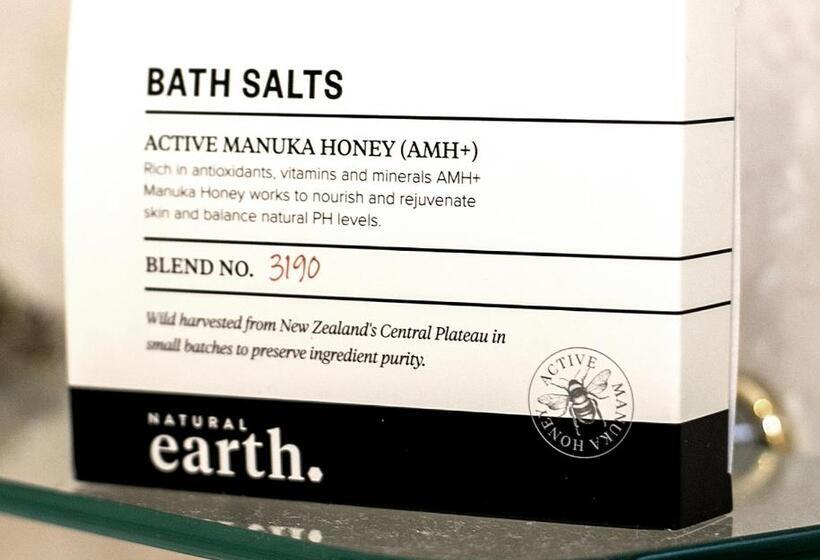 BATH SALTS
ACTIVE MANUKA HONEY (AMH+)
Rich in antioxidants, vitamins and minerals AMH+
Manuka Honey works to nourish and rejuvenate
skin and balance natural PH levels.
BLEND NO. 3190
Wild harvested from New Zealand's Central Plateau in
small batches to preserve ingredient purity.
ACTIVE MANUKA HONEY
NATURAL
earth.